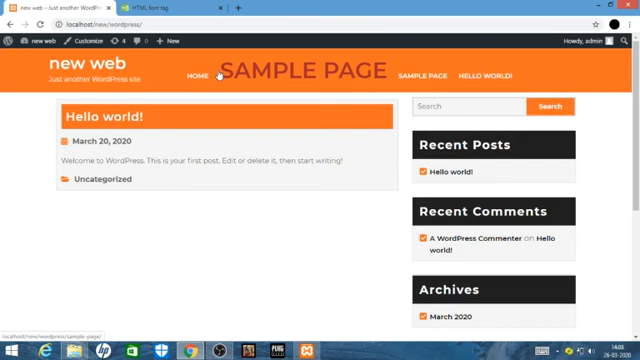 new web – Just another WordPr
HTML font tag
localhost/new/wordpress/
new web
Customize
4
0
New
Howdy, admin
new web
Just another WordPress site
HOME
SAMPLE PAGE
SAMPLE PAGE
HELLO WORLD!
Hello world!
March 20, 2020
Welcome to WordPress. This is your first post. Edit or delete it, then start writing!
Uncategorized
Search
Search
Recent Posts
Hello world!
Recent Comments
A WordPress Commenter on Hello
world!
Archives
March 2020
localhost/new/wordpress/sample-page/
14:05
26-03-2020